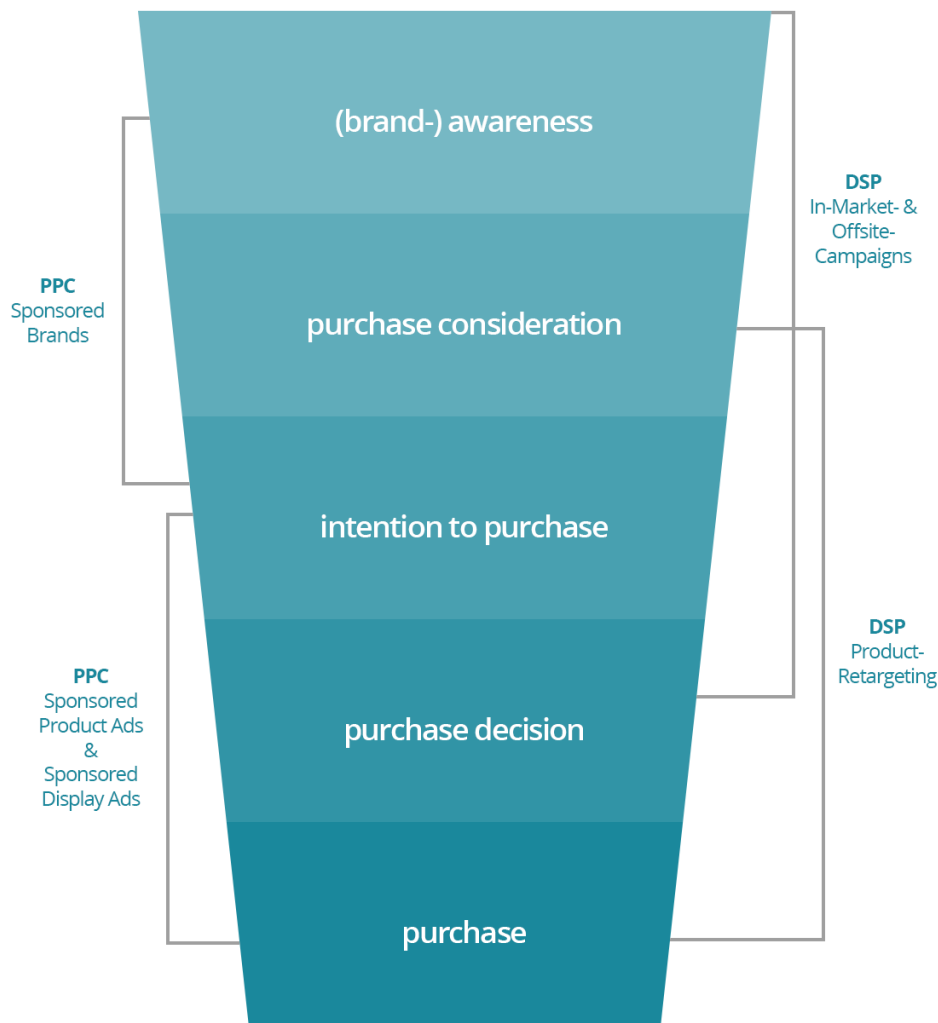 (brand-) awareness
DSP
In-Market- &
Offsite-
Campaigns
PPC
Sponsored
Brands
purchase consideration
intention to purchase
DSP
Product-
Retargeting
PPC
Sponsored
Product Ads
&
Sponsored
Display Ads
purchase decision
purchase